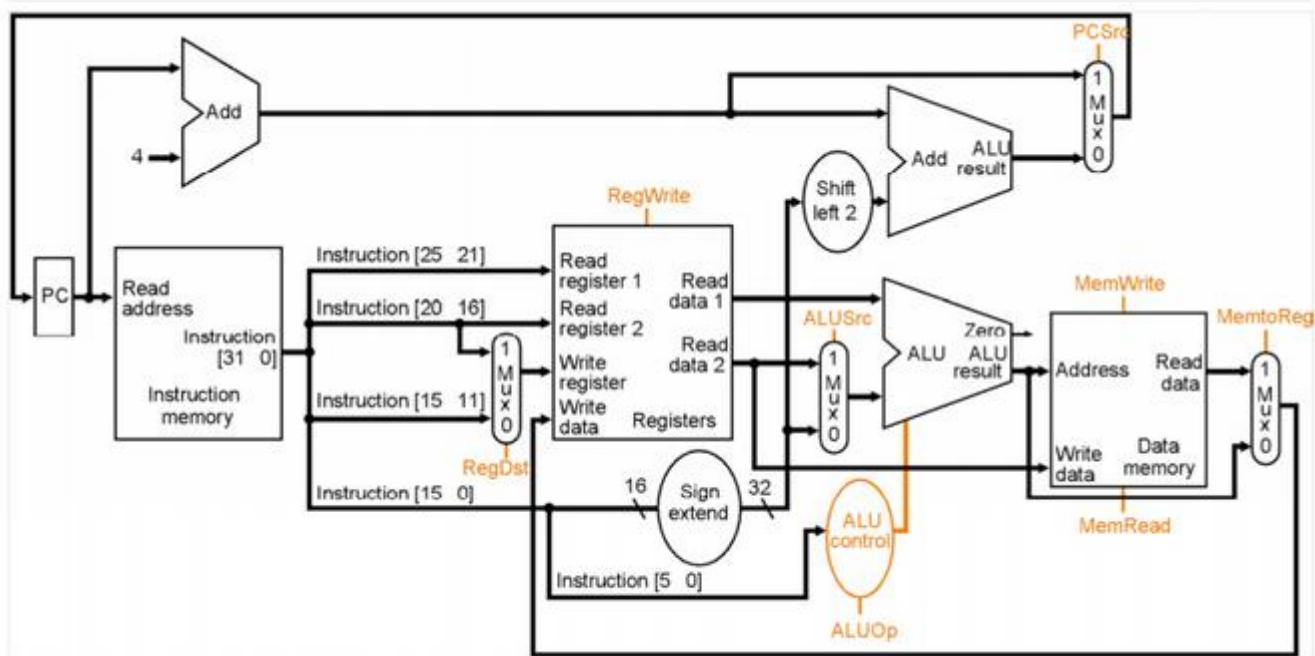 PCSrc
1
M
u
x
0
Add
4
Add
ALU
result
Shift
left 2
RegWrite
PC
Read
address
Instruction
[31 0]
Instruction
memory
Instruction [25 21]
Instruction [20 16]
Instruction [15 11]
Instruction [15 0]
Instruction [5 0]
1
M
u
x
0
RegDst
Read
register 1
Read
register 2
Write
register
Write
data
Read
data 1
Read
data 2
Registers
16
Sign
extend
32
ALUSrc
1
M
u
x
0
ALU
Zero
ALU
result
ALU
control
ALUOp
MemWrite
Address
Read
data
Write
data
Data
memory
MemRead
MemtoReg
1
M
u
x
0